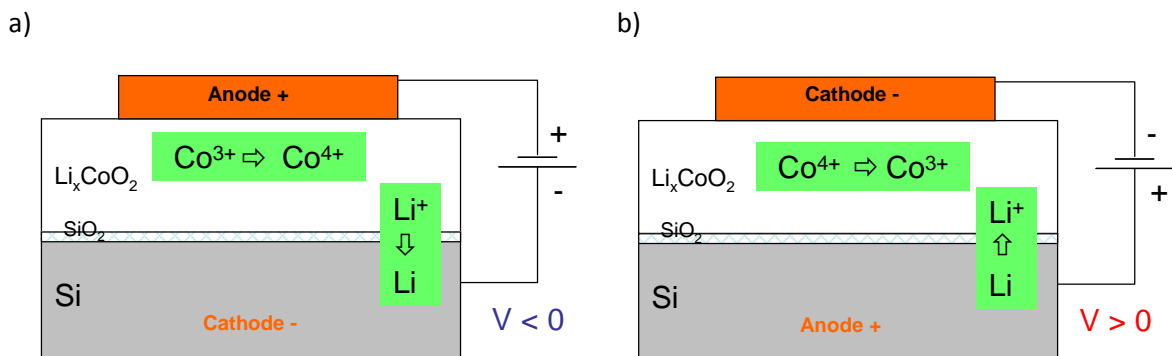 a)
Anode +
Co³⁺ ⇨ Co⁴⁺
LiₓCoO₂
Li⁺
⇩
Li
SiO₂
Si
Cathode -
+
-
V < 0
b)
Cathode -
Co⁴⁺ ⇨ Co³⁺
LiₓCoO₂
Li⁺
⇧
Li
SiO₂
Si
Anode +
-
+
V > 0